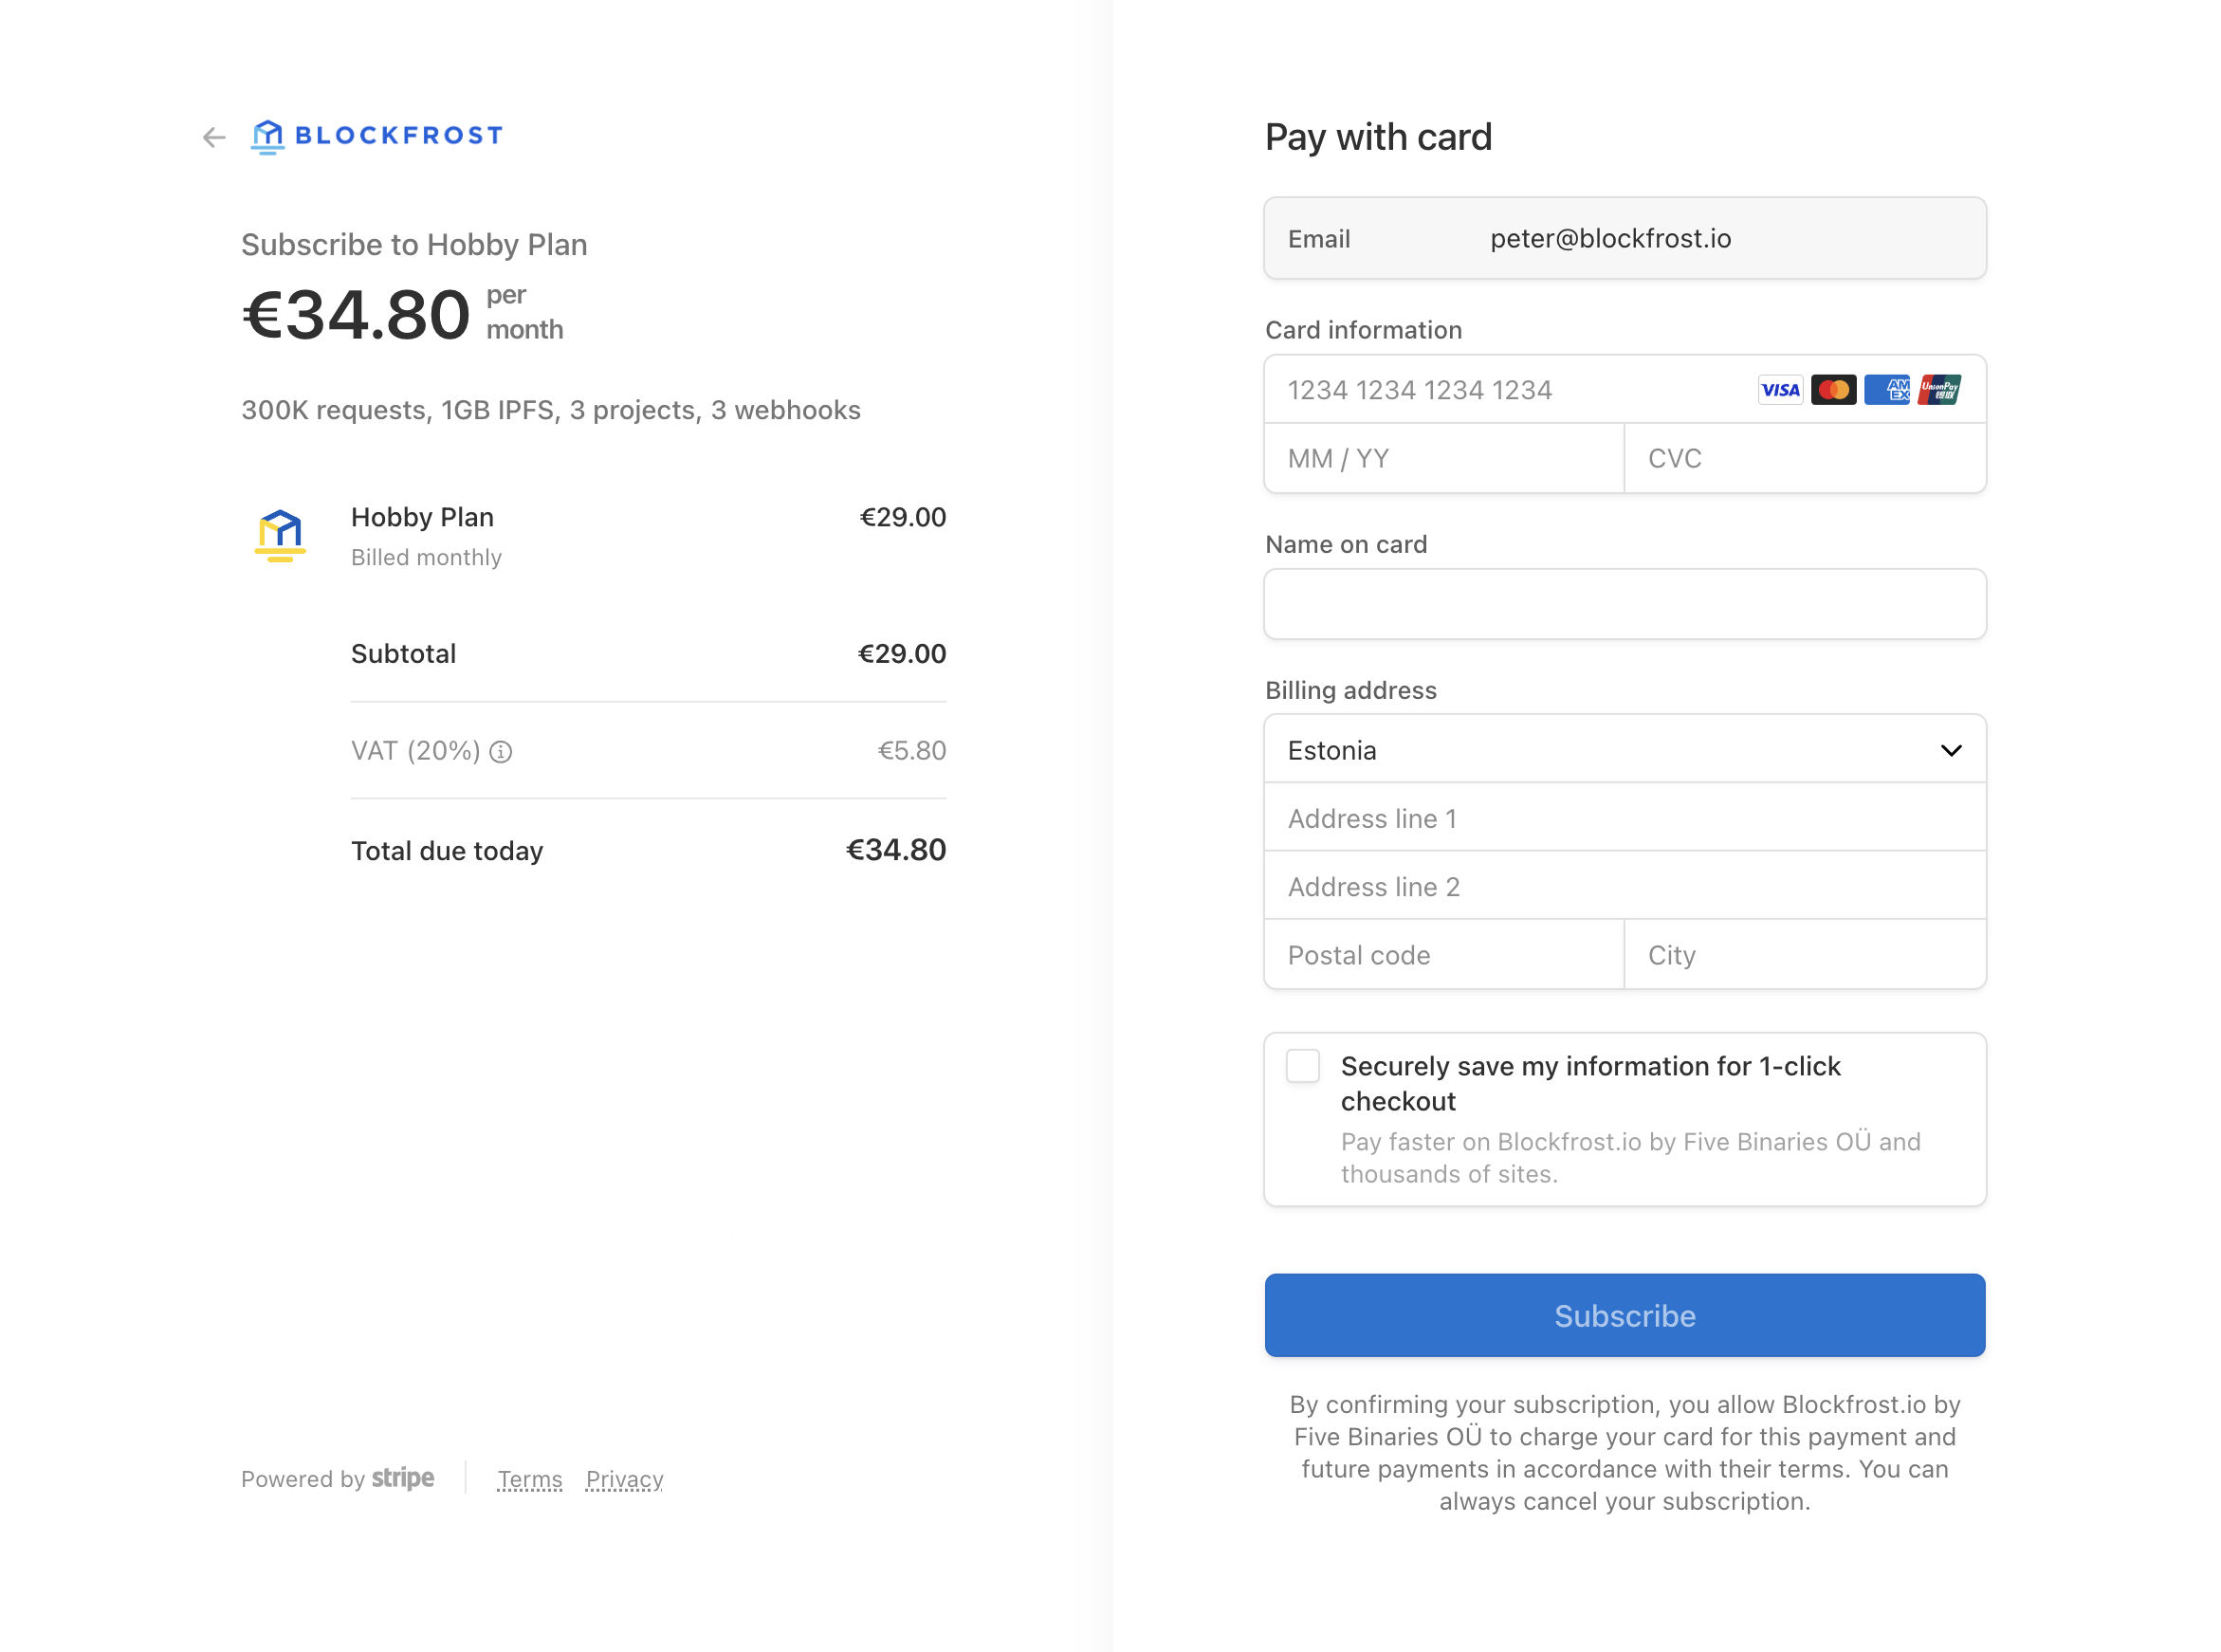 BLOCKFROST
Subscribe to Hobby Plan
€34.80 per
month
300K requests, 1GB IPFS, 3 projects, 3 webhooks
Hobby Plan €29.00
Billed monthly
Subtotal €29.00
VAT (20%) €5.80
Total due today €34.80
Powered by stripe Terms Privacy
Pay with card
Email peter@blockfrost.io
Card information
1234 1234 1234 1234 VISA AM EX UnionPay 银联
MM / YY CVC
Name on card
Billing address
Estonia
Address line 1
Address line 2
Postal code City
Securely save my information for 1-click
checkout
Pay faster on Blockfrost.io by Five Binaries OÜ and
thousands of sites.
Subscribe
By confirming your subscription, you allow Blockfrost.io by
Five Binaries OÜ to charge your card for this payment and
future payments in accordance with their terms. You can
always cancel your subscription.